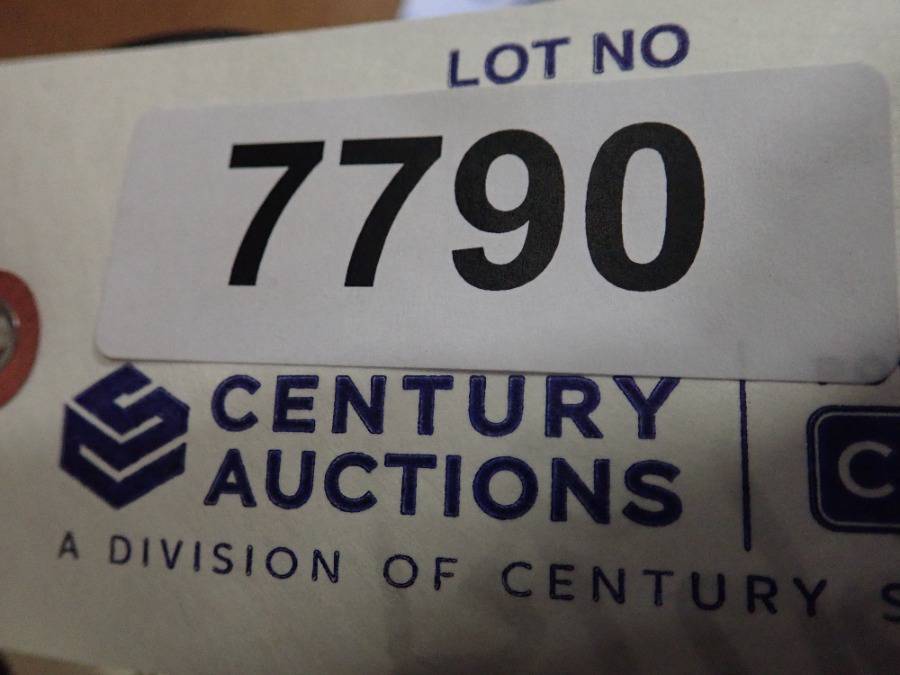 LOT NO
7790
CENTURY
AUCTIONS
A DIVISION OF CENTURY